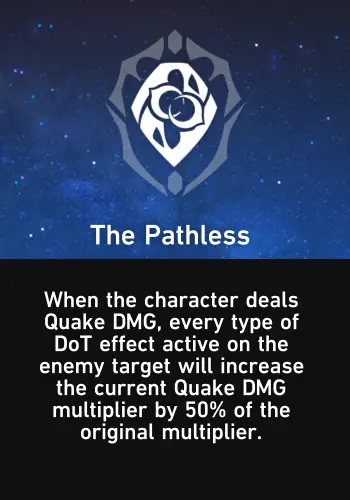 The Pathless
When the character deals
Quake DMG, every type of
DoT effect active on the
enemy target will increase
the current Quake DMG
multiplier by 50% of the
original multiplier.